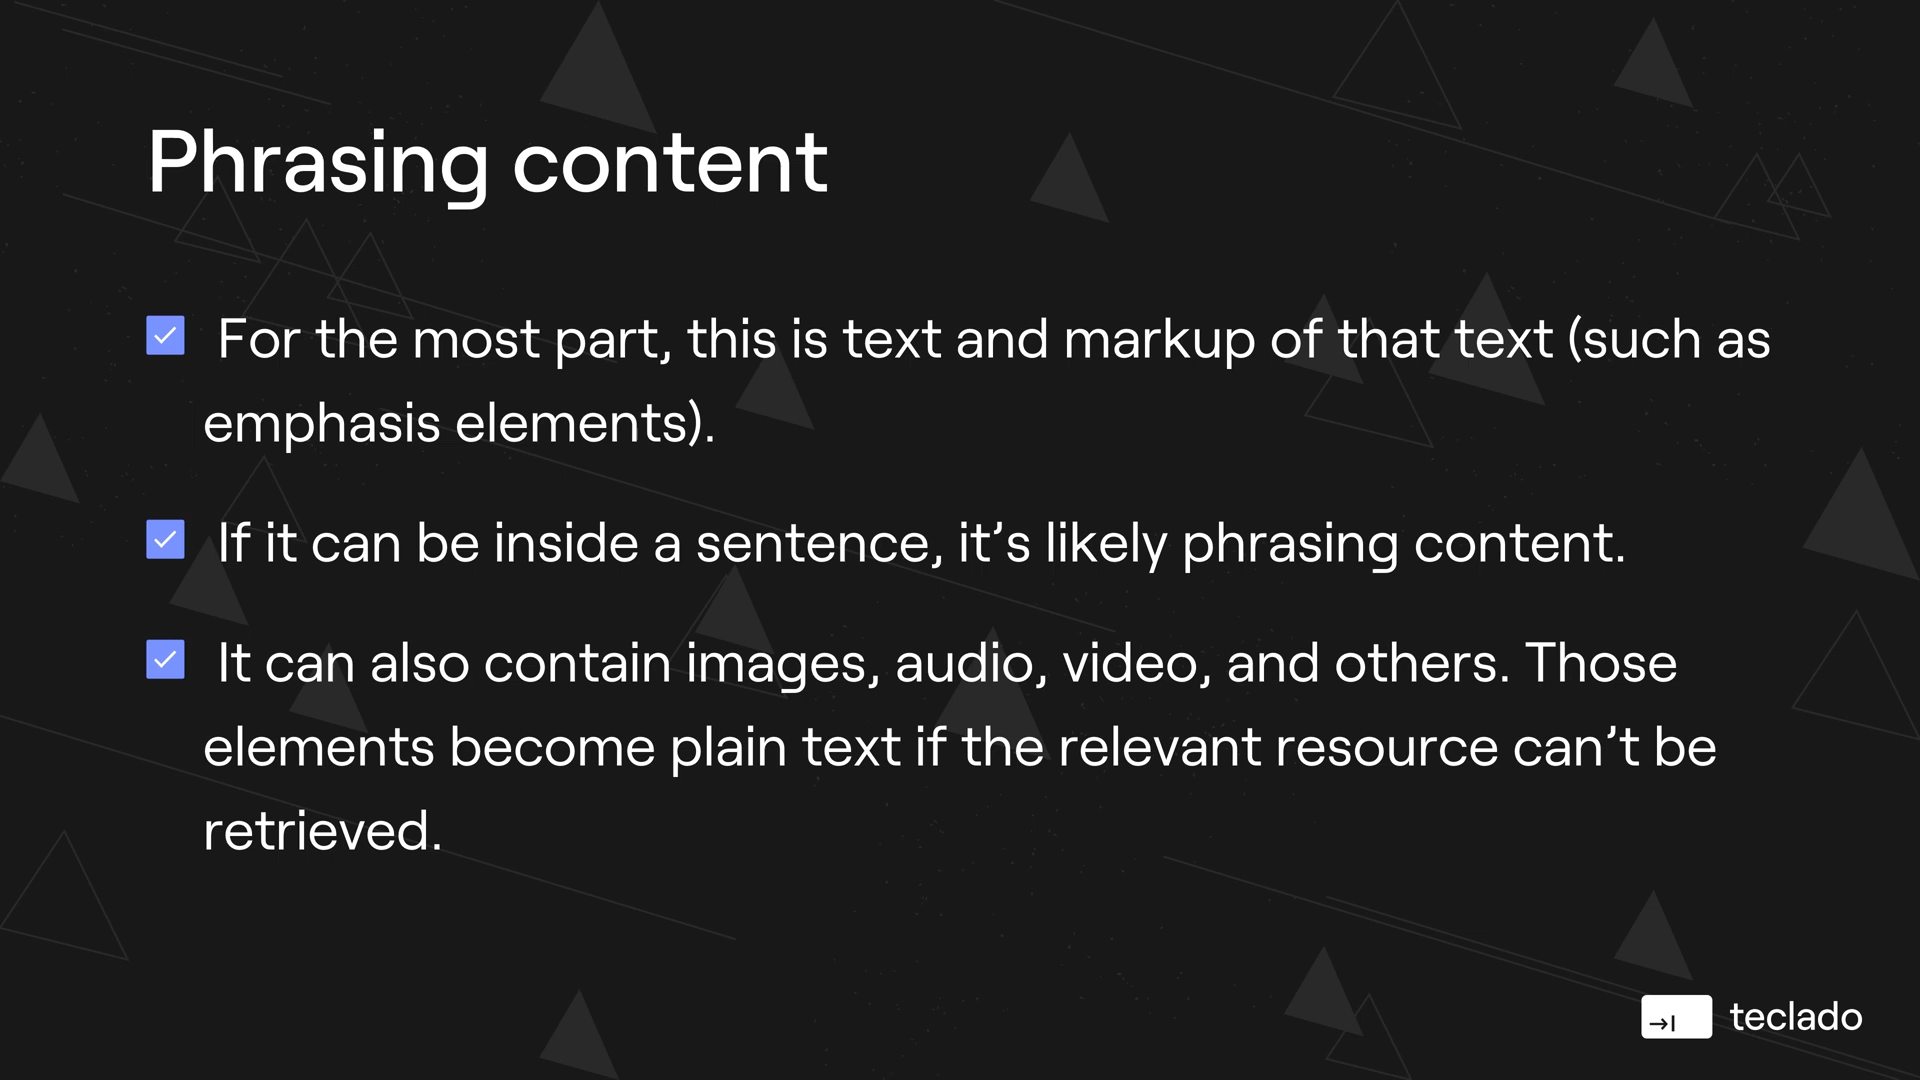 Phrasing content
For the most part, this is text and markup of that text (such as
emphasis elements).
If it can be inside a sentence, it’s likely phrasing content.
It can also contain images, audio, video, and others. Those
elements become plain text if the relevant resource can’t be
retrieved.
teclado